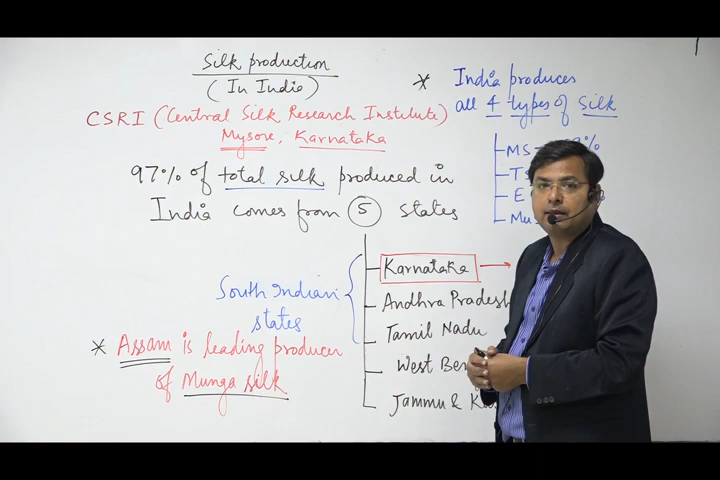 Silk production
(In India)
CSRI (Central Silk Research Institute)
Mysore, Karnataka
97% of total silk produced in
India comes from 5 states
Karnataka
Andhra Pradesh
Tamil Nadu
West
Jammu &
South Indian
states
* Assam is leading producer
of Munga silk
* India produces
all 4 types of silk
MS
E